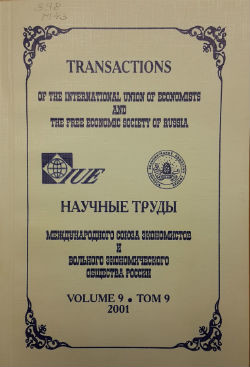 TRANSACTIONS
OF THE INTERNATIONAL UNION OF ECONOMISTS
AND
THE FREE ECONOMIC SOCIETY OF RUSSIA
IUE
НАУЧНЫЕ ТРУДЫ
МЕЖДУНАРОДНОГО СОЮЗА ЭКОНОМИСТОВ
И
ВОЛЬНОГО ЭКОНОМИЧЕСКОГО
ОБЩЕСТВА РОССИИ
VOLUME 9 • ТОМ 9
2001